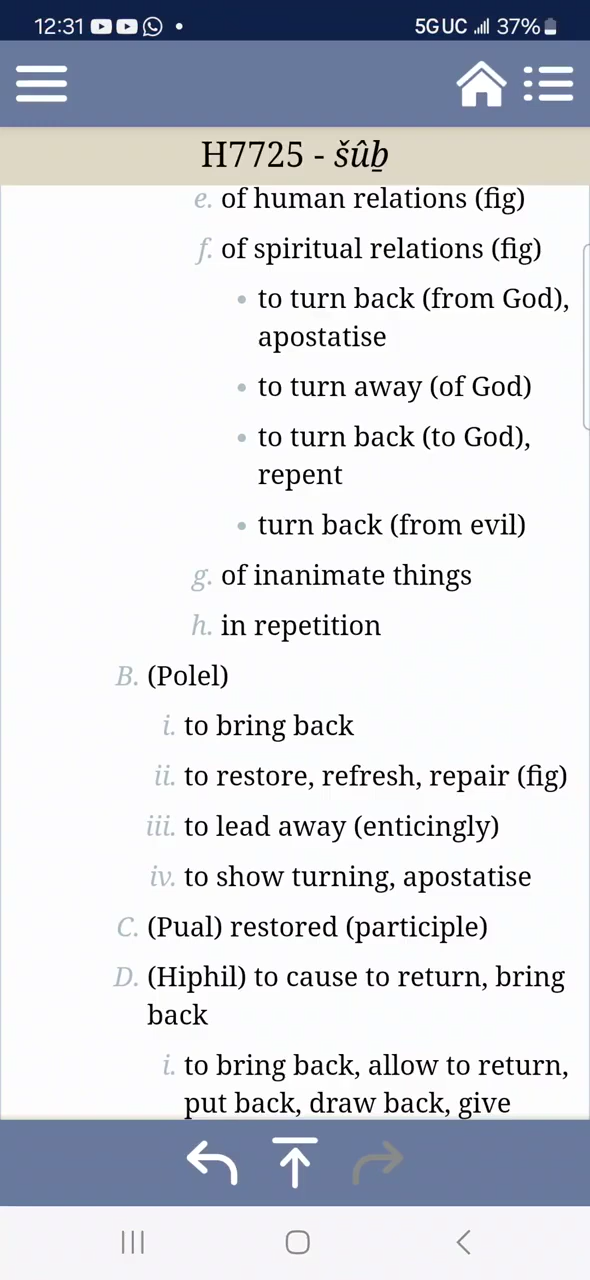 12:31
5G UC 37%
H7725 - šûḇ
e. of human relations (fig)
f. of spiritual relations (fig)
• to turn back (from God),
apostatise
• to turn away (of God)
• to turn back (to God),
repent
• turn back (from evil)
g. of inanimate things
h. in repetition
B. (Polel)
i. to bring back
ii. to restore, refresh, repair (fig)
iii. to lead away (enticingly)
iv. to show turning, apostatise
C. (Pual) restored (participle)
D. (Hiphil) to cause to return, bring
back
i. to bring back, allow to return,
put back, draw back, give